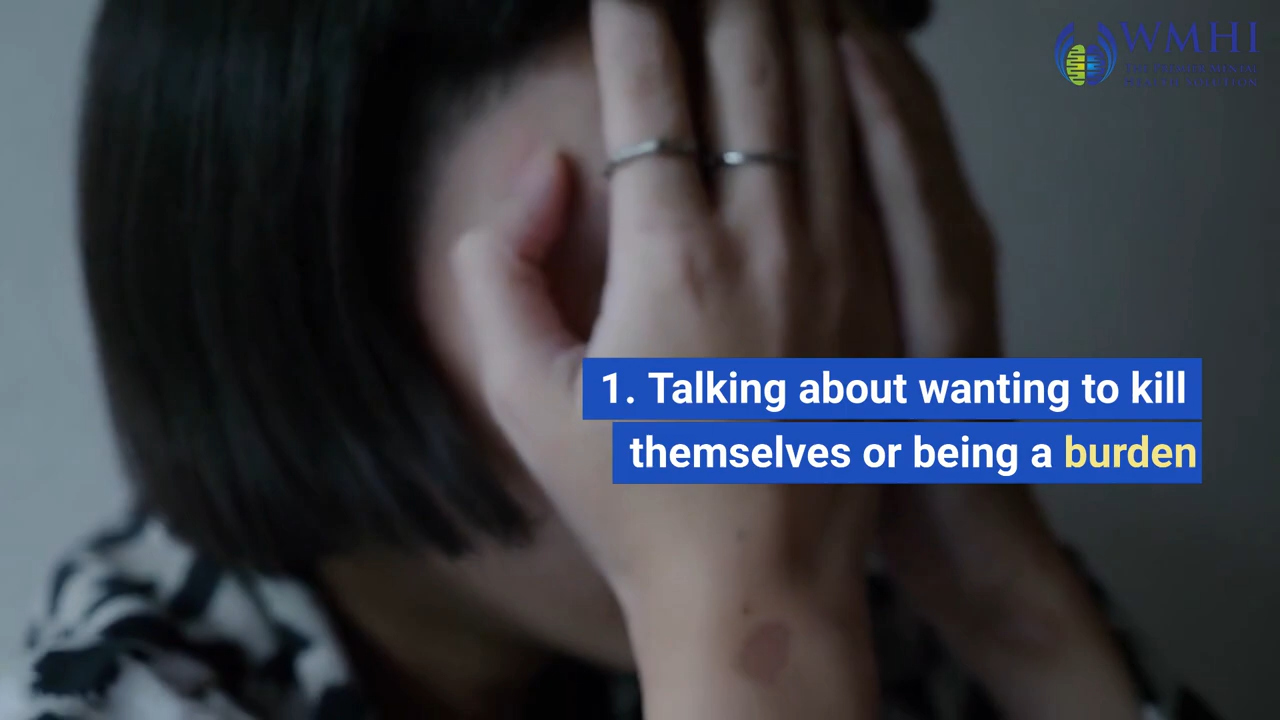 WMHI
1. Talking about wanting to kill
themselves or being a burden